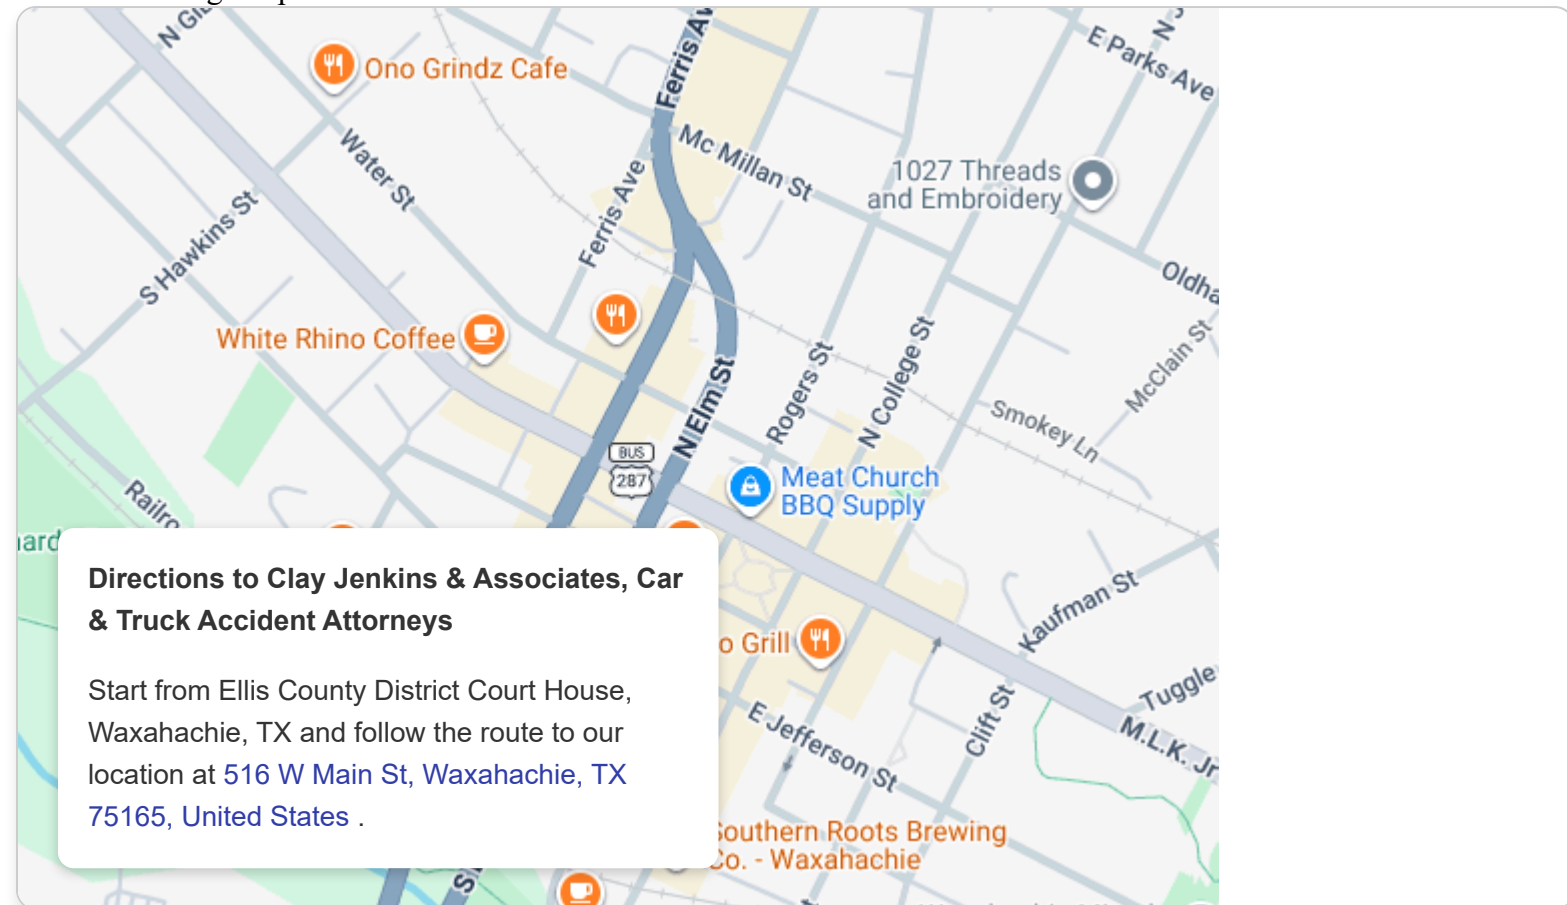 Ono Grindz Cafe
Ferris Av
E Parks Ave
Water St
Mc Millan St
1027 Threads
and Embroidery
Ferris Ave
S Hawkins St
Oldha
White Rhino Coffee
N Elm St
Rogers St
N College St
McClain St
Smokey Ln
BUS
287
Meat Church
BBQ Supply
Railro
ard
Directions to Clay Jenkins & Associates, Car
& Truck Accident Attorneys
Start from Ellis County District Court House,
Waxahachie, TX and follow the route to our
location at 516 W Main St, Waxahachie, TX
75165, United States .
o Grill
Kaufman St
Tuggle
Clift St
M.L.K. Jr
E Jefferson St
Southern Roots Brewing
Co. - Waxahachie